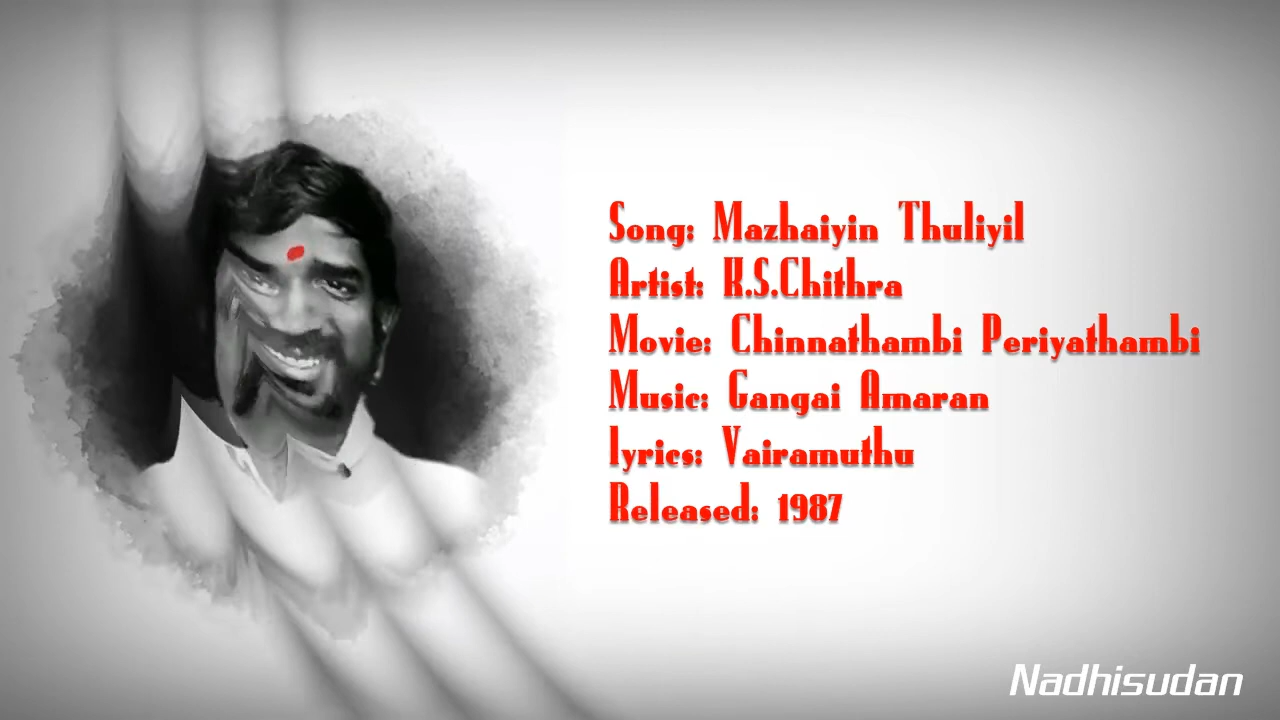 Song: Mazhaiyin Thuliyil
Artist: K.S.Chithra
Movie: Chinnathambi Periyathambi
Music: Gangai Amaran
lyrics: Vairamuthu
Released: 1987
Nadhisudan